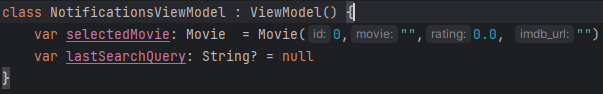 class NotificationsViewModel : ViewModel() {
var selectedMovie: Movie  = Movie( id: 0, movie: "", rating: 0.0,  imdb_url: "")
var lastSearchQuery: String? = null
}